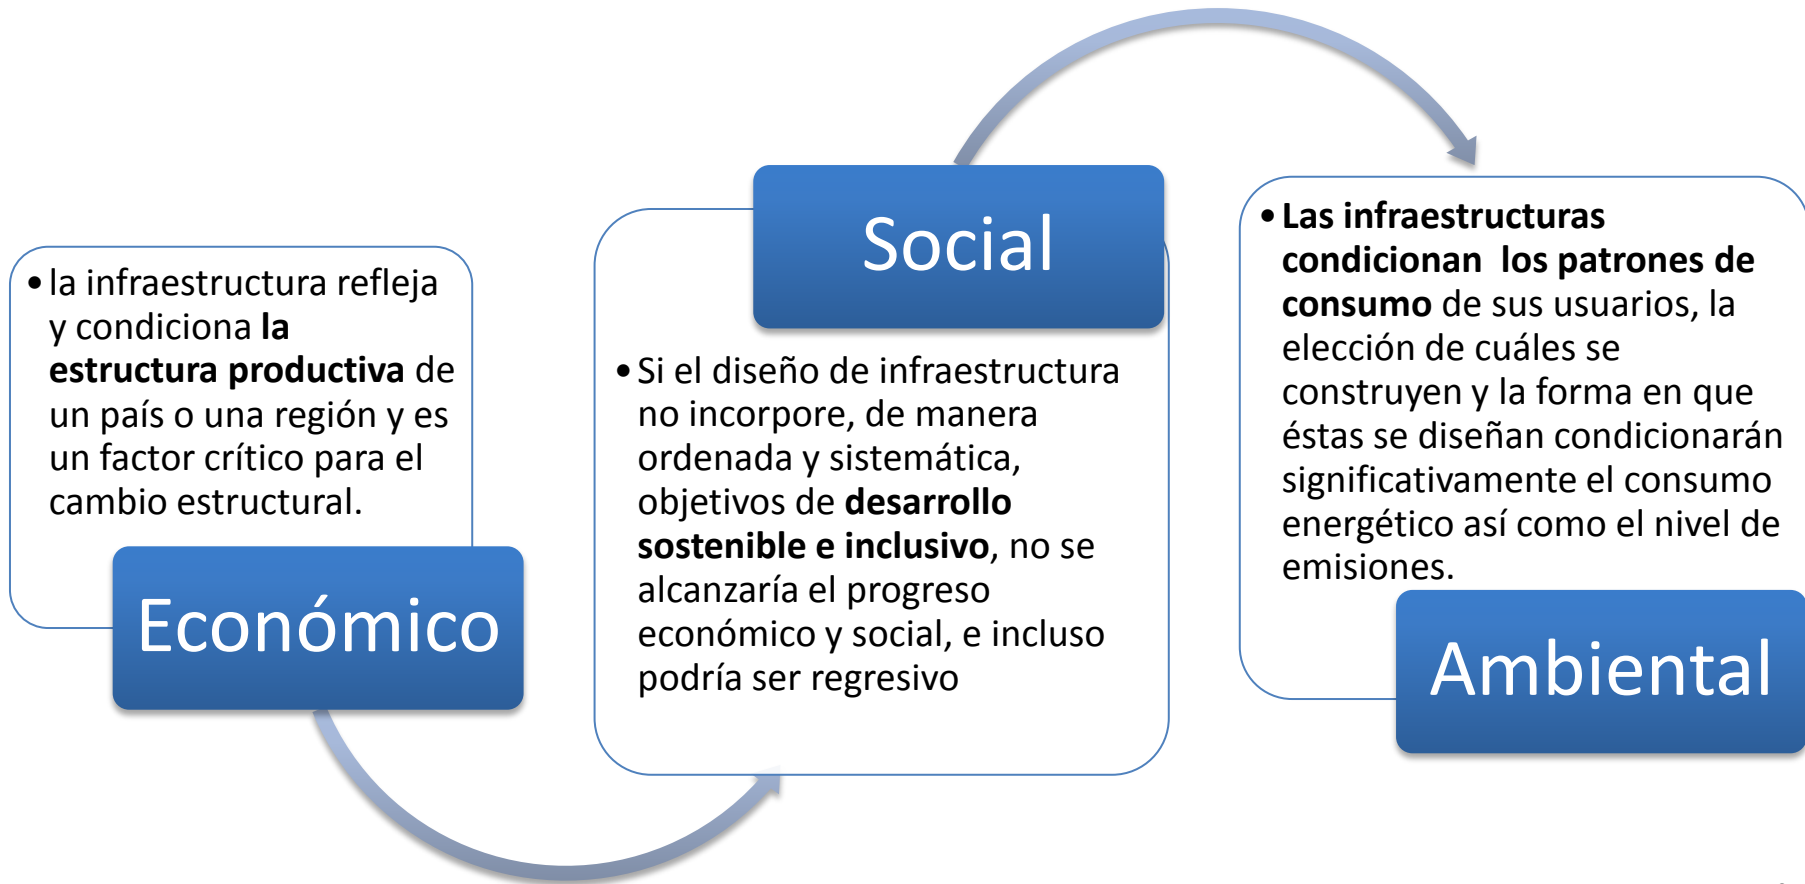 • la infraestructura refleja
y condiciona la
estructura productiva de
un país o una región y es
un factor crítico para el
cambio estructural.
Económico
Social
• Si el diseño de infraestructura
no incorpore, de manera
ordenada y sistemática,
objetivos de desarrollo
sostenible e inclusivo, no se
alcanzaría el progreso
económico y social, e incluso
podría ser regresivo
• Las infraestructuras
condicionan  los patrones de
consumo de sus usuarios, la
elección de cuáles se
construyen y la forma en que
éstas se diseñan condicionarán
significativamente el consumo
energético así como el nivel de
emisiones.
Ambiental